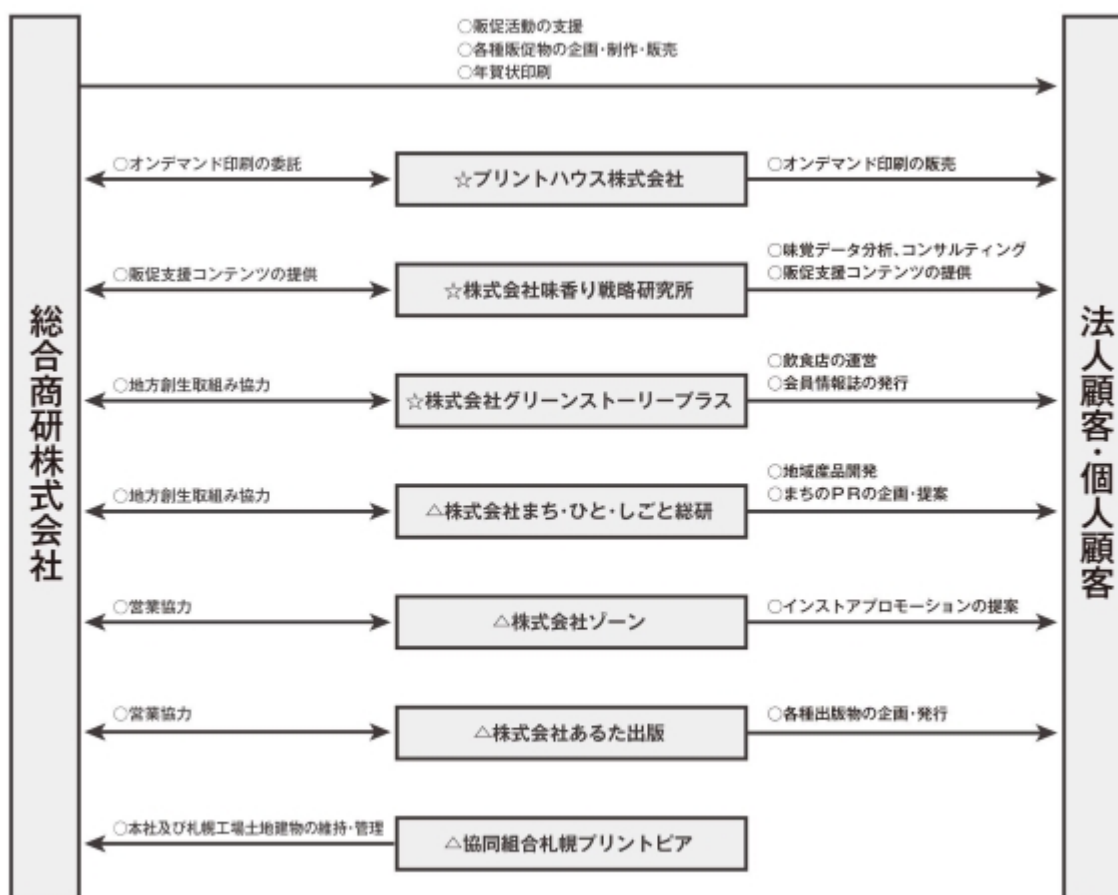 ○販促活動の支援
○各種販促物の企画・制作・販売
○年賀状印刷
総合商研株式会社
法人顧客・個人顧客
○オンデマンド印刷の委託
☆プリントハウス株式会社
○オンデマンド印刷の販売
○販促支援コンテンツの提供
☆株式会社味香り戦略研究所
○味覚データ分析、コンサルティング
○販促支援コンテンツの提供
○地方創生取組み協力
☆株式会社グリーンストーリープラス
○飲食店の運営
○会員情報誌の発行
○地方創生取組み協力
△株式会社まち・ひと・しごと総研
○地域産品開発
○まちのPRの企画・提案
○営業協力
△株式会社ゾーン
○インストアプロモーションの提案
○営業協力
△株式会社あるた出版
○各種出版物の企画・発行
○本社及び札幌工場土地建物の維持・管理
△協同組合札幌プリントピア